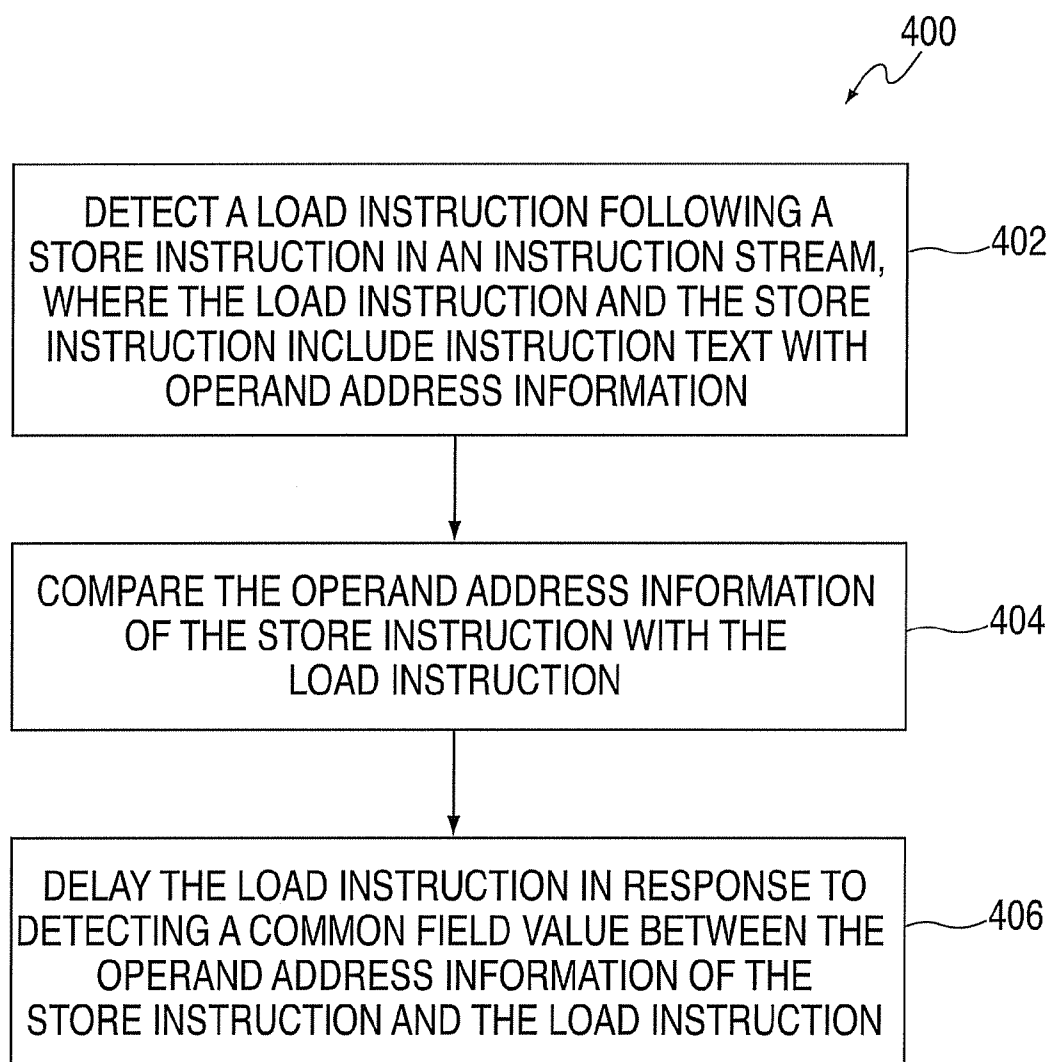 400
DETECT A LOAD INSTRUCTION FOLLOWING A
STORE INSTRUCTION IN AN INSTRUCTION STREAM,
WHERE THE LOAD INSTRUCTION AND THE STORE
INSTRUCTION INCLUDE INSTRUCTION TEXT WITH
OPERAND ADDRESS INFORMATION
402
COMPARE THE OPERAND ADDRESS INFORMATION
OF THE STORE INSTRUCTION WITH THE
LOAD INSTRUCTION
404
DELAY THE LOAD INSTRUCTION IN RESPONSE TO
DETECTING A COMMON FIELD VALUE BETWEEN THE
OPERAND ADDRESS INFORMATION OF THE
STORE INSTRUCTION AND THE LOAD INSTRUCTION
406